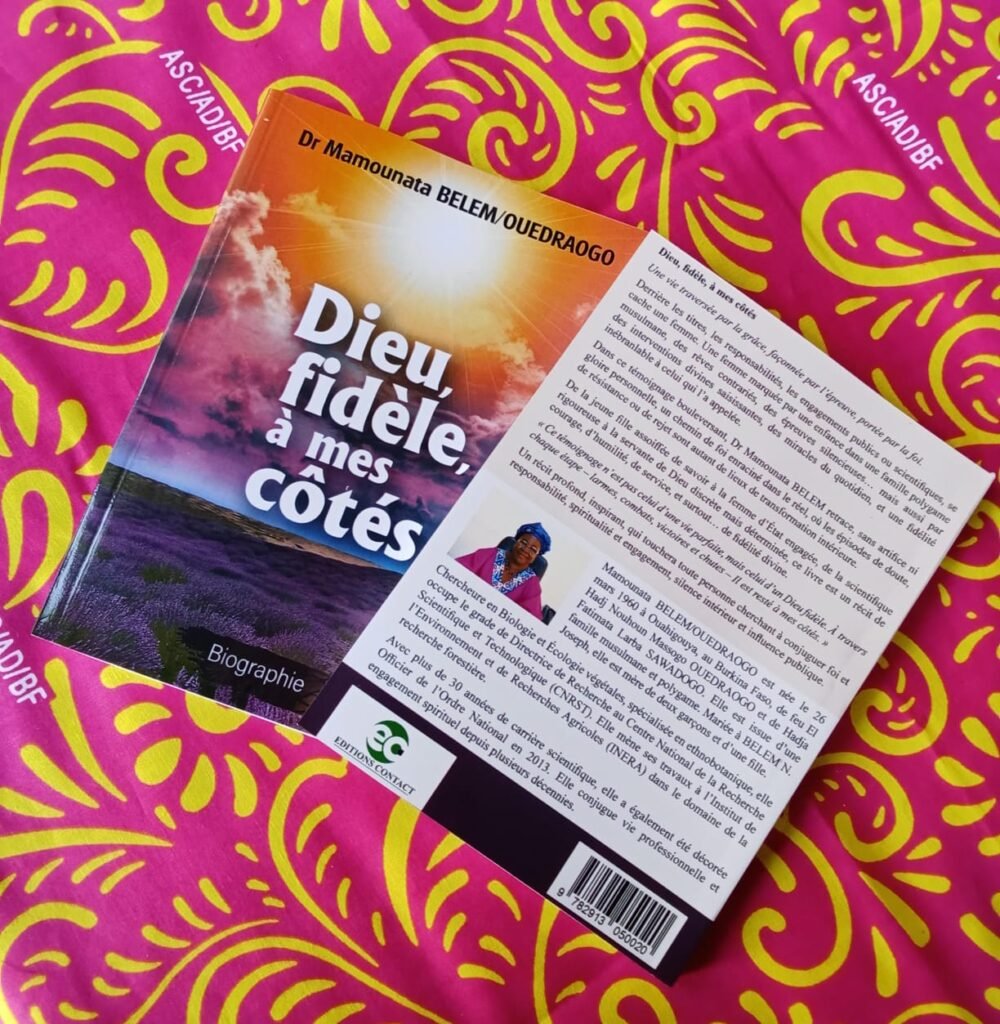 ASC/AD/BF
ASC/AD/BF
Dr Mamounata BELEM/OUEDRAOGO
Dieu,
fidèle,
à mes
côtés
Biographie
Dieu, fidèle, à mes côtés
Une vie traversée par la grâce, façonnée par l'épreuve, portée par la foi.
Derrière les titres, les responsabilités, les engagements publics ou scientifiques, se
cache une femme. Une femme marquée par une enfance dans une famille polygame
musulmane, des rêves contrariés, des épreuves silencieuses... mais aussi par
des interventions divines saisissantes, des miracles du quotidien, et une fidélité
inébranlable à celui qui l'a appelée.
Dans ce témoignage bouleversant, Dr Mamounata BELEM retrace, sans artifice ni
gloire personnelle, un chemin de foi enraciné dans le réel, où les épisodes de doute,
de résistance ou de rejet sont autant de lieux de transformation intérieure.
De la jeune fille assoiffée de savoir à la femme d'État engagée, de la scientifique
rigoureuse à la servante de Dieu discrète mais déterminée, ce livre est un récit de
courage, d'humilité, de service, et surtout... de fidélité divine.
« Ce témoignage n'est pas celui d'une vie parfaite, mais celui d'un Dieu fidèle. À travers
chaque étape – larmes, combats, victoires et chutes – Il est resté à mes côtés. »
Un récit profond, inspirant, qui touchera toute personne cherchant à conjuguer foi et
responsabilité, spiritualité et engagement, silence intérieur et influence publique.
Mamounata BELEM/OUEDRAOGO est née le 26
mars 1960 à Ouahigouya, au Burkina Faso, de feu El
Hadj Nouhoun Massogo OUEDRAOGO et de Hadja
Fatimata Larba SAWADOGO, Elle est issue d'une
famille musulmane et polygame. Mariée à BELEM N.
Joseph, elle est mère de deux garçons et d'une fille.
Chercheure en Biologie et Écologie végétales, spécialisée en ethnobotanique, elle
occupe le grade de Directrice de Recherche au Centre National de la Recherche
Scientifique et Technologique (CNRST). Elle mène ses travaux à l'Institut de
l'Environnement et de Recherches Agricoles (INERA) dans le domaine de la
recherche forestière.
Avec plus de 30 années de carrière scientifique, elle a également été décorée
Officier de l'Ordre National en 2013. Elle conjugue vie professionnelle et
engagement spirituel depuis plusieurs décennies.
ec
EDITIONS CONTACT
9 782913 050020
AD/BF